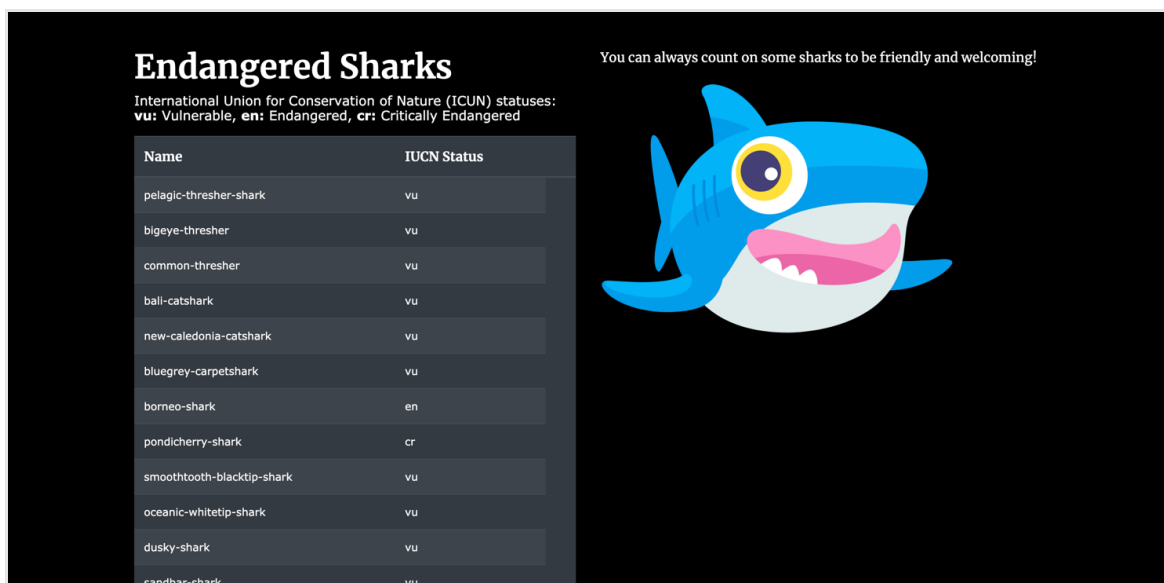 Endangered Sharks
International Union for Conservation of Nature (ICUN) statuses:
vu: Vulnerable, en: Endangered, cr: Critically Endangered
Name IUCN Status
pelagic-thresher-shark vu
bigeye-thresher vu
common-thresher vu
bali-catshark vu
new-caledonia-catshark vu
bluegrey-carpetshark vu
borneo-shark en
pondicherry-shark cr
smoothtooth-blacktip-shark vu
oceanic-whitetip-shark vu
dusky-shark vu
sandbar-shark vu
You can always count on some sharks to be friendly and welcoming!